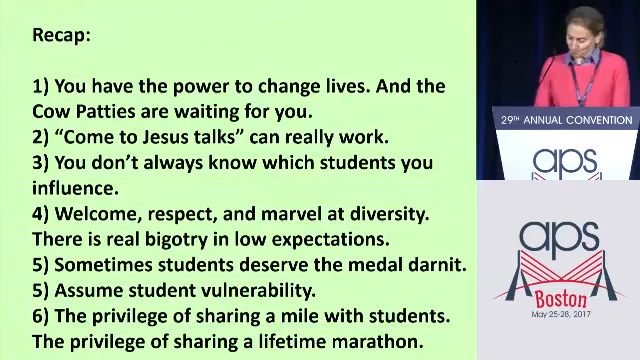 Recap:
1) You have the power to change lives. And the
Cow Patties are waiting for you.
2) “Come to Jesus talks” can really work.
3) You don’t always know which students you
influence.
4) Welcome, respect, and marvel at diversity.
There is real bigotry in low expectations.
5) Sometimes students deserve the medal darnit.
5) Assume student vulnerability.
6) The privilege of sharing a mile with students.
The privilege of sharing a lifetime marathon.
29TH ANNUAL CONVENTION
aps
aps
Boston
May 25-28, 2017